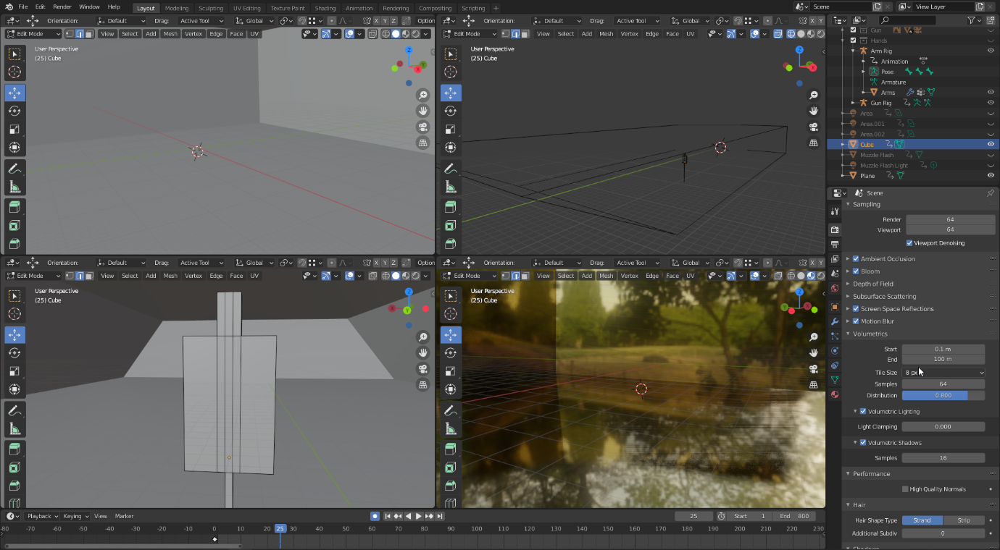 File Edit Render Window Help Layout Modeling Sculpting UV Editing Texture Paint Shading Animation Rendering Compositing Scripting + Scene View Layer
Orientation: Default Drag: Active Tool Global X Y Z Option
Edit Mode View Select Add Mesh Vertex Edge Face UV
User Perspective
(25) Cube
Orientation: Default Drag: Active Tool Global X Y
Edit Mode View Select Add Mesh Vertex Edge Face UV
User Perspective
(25) Cube
Orientation: Default Drag: Active Tool Global X Y Z Option
Edit Mode View Select Add Mesh Vertex Edge Face UV
User Perspective
(25) Cube
Orientation: Default Drag: Active Tool Global X Y
Edit Mode View Select Add Mesh Vertex Edge Face UV
User Perspective
(25) Cube
Gun
Hands
Arm Rig
Animation
Pose
Armature
Arms
Gun Rig
Area
Area.001
Area.002
Cube
Muzzle Flash
Muzzle Flash Light
Plane
Scene
Sampling
Render 64
Viewport 64
Viewport Denoising
Ambient Occlusion
Bloom
Depth of Field
Subsurface Scattering
Screen Space Reflections
Motion Blur
Volumetrics
Start 0.1 m
End 100 m
Tile Size 8 px
Samples 64
Distribution 0.800
Volumetric Lighting
Light Clamping 0.000
Volumetric Shadows
Samples 16
Performance
High Quality Normals
Hair
Hair Shape Type Strand Strip
Additional Subdiv 0
Shadows
Playback Keying View Marker 25 Start 1 End 800
-80 -70 -60 -50 -40 -30 -20 -10 0 10 20 25 30 40 50 60 70 80 90 100 110 120 130 140 150 160 170 180 190 200 210 220 230